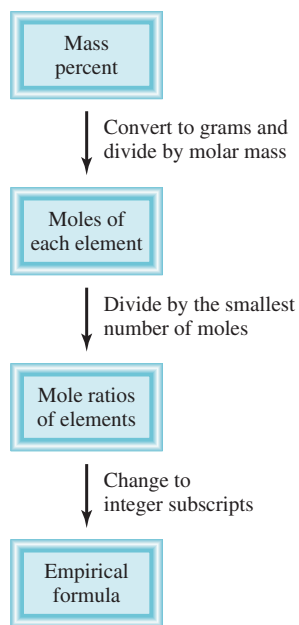 Mass
percent
Convert to grams and
divide by molar mass
Moles of
each element
Divide by the smallest
number of moles
Mole ratios
of elements
Change to
integer subscripts
Empirical
formula